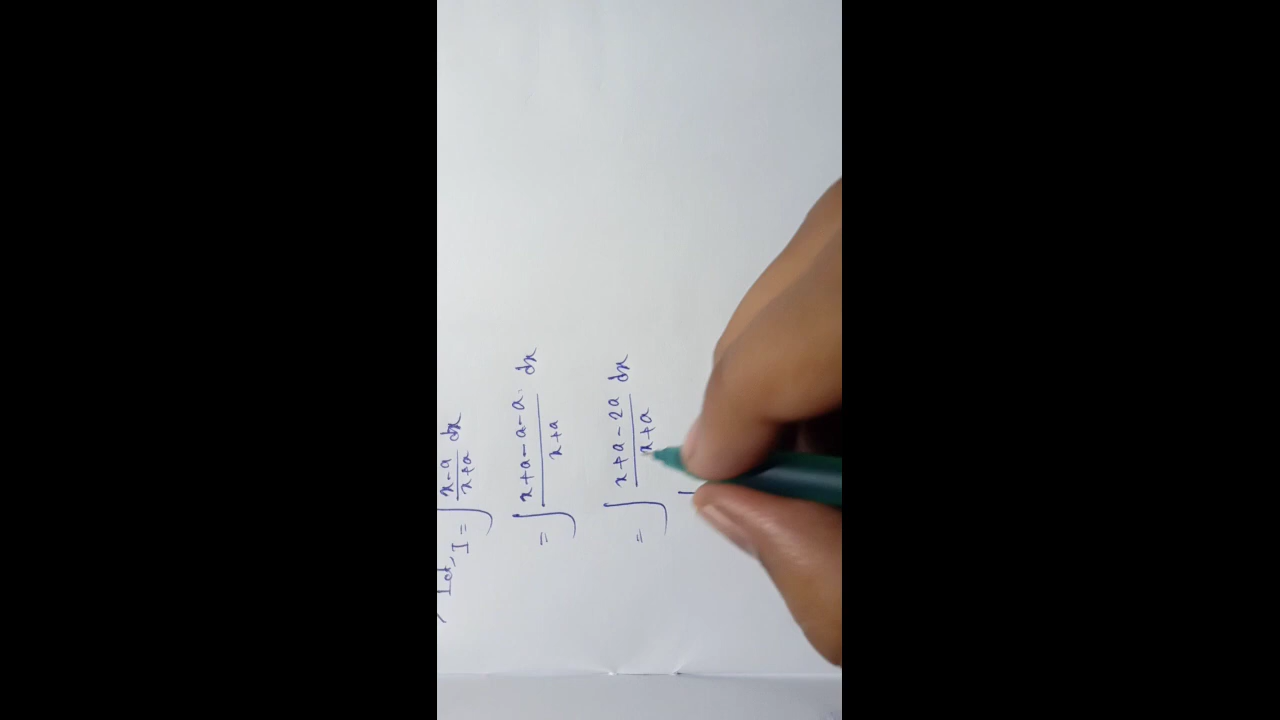 Let, I = ∫ x-a/x+a dx
= ∫ x+a-a-a/x+a dx
= ∫ x+a-2a/x+a dx